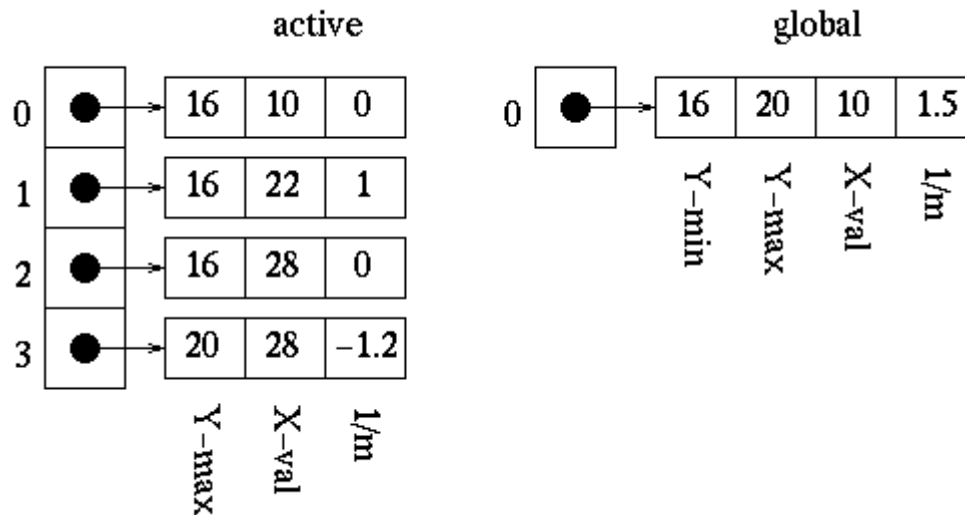 active
0 16 10 0
1 16 22 1
2 16 28 0
3 20 28 −1.2
Y−max
X−val
1/m
global
0 16 20 10 1.5
Y−min
Y−max
X−val
1/m